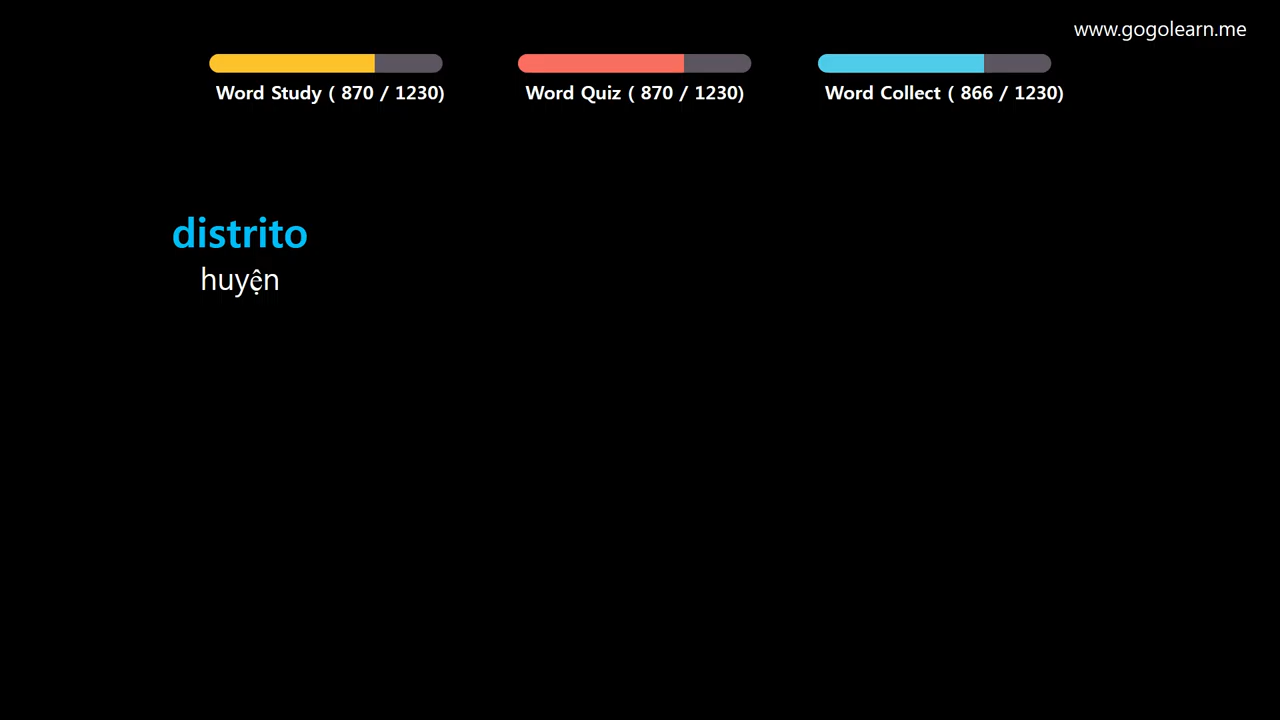 www.gogolearn.me
Word Study ( 870 / 1230)
Word Quiz ( 870 / 1230)
Word Collect ( 866 / 1230)
distrito
huyện